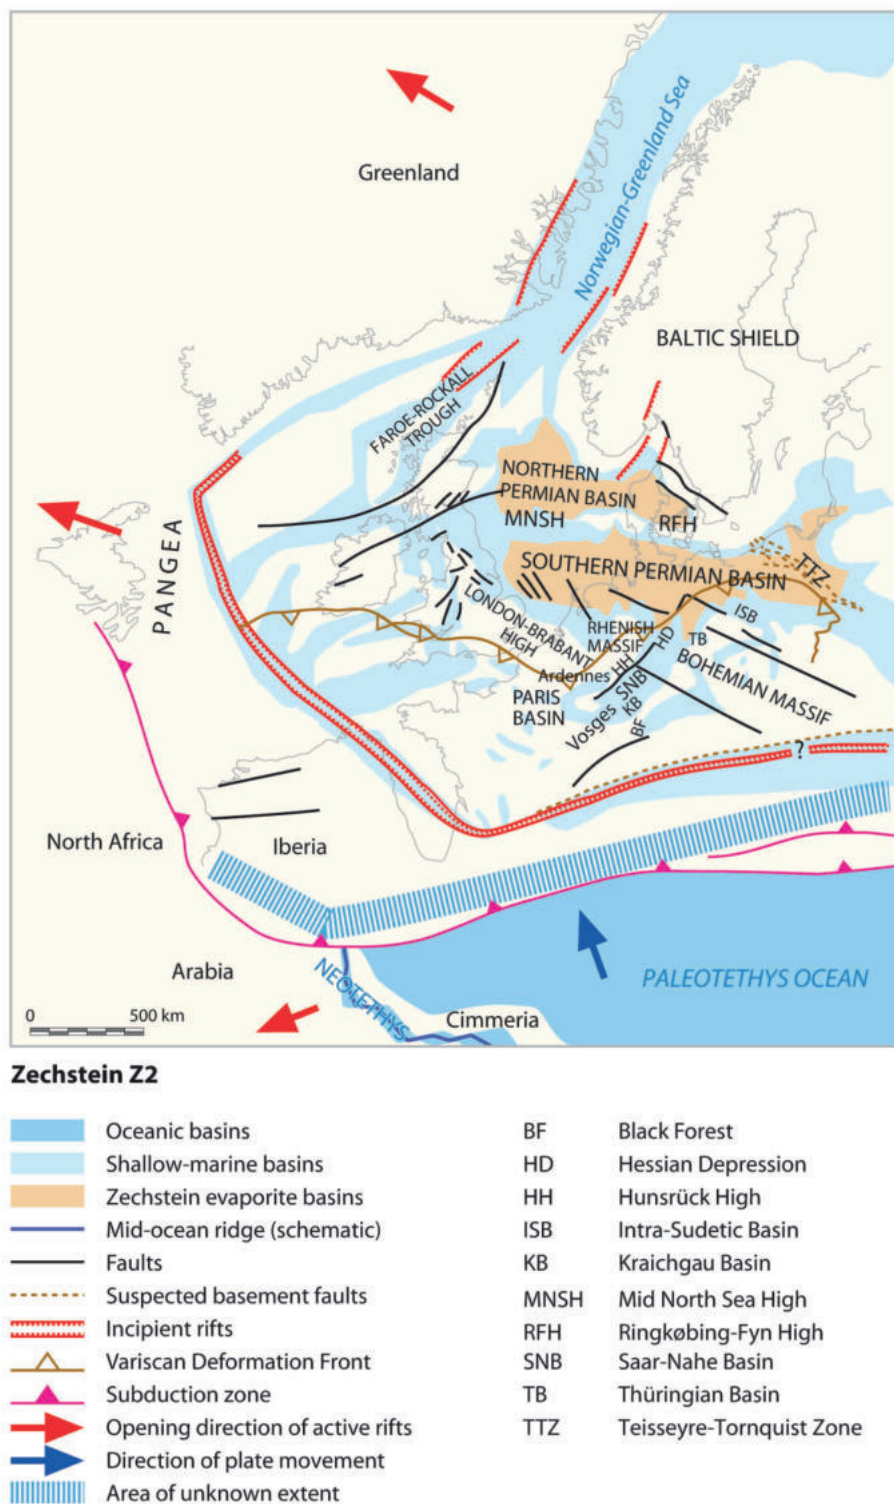 Greenland
Norwegian-Greenland Sea
BALTIC SHIELD
FAROE-ROCKALL
TROUGH
NORTHERN
PERMIAN BASIN
MNSH
RFH
PANGEA
SOUTHERN PERMIAN BASIN
TTZ
LONDON-BRABANT
HIGH
RHENISH
MASSIF
HD
TB
ISB
Ardennes
HH
SNB
KB
BF
BOHEMIAN MASSIF
PARIS
BASIN
Vosges
?
North Africa
Iberia
Arabia
NEOTETHYS
PALEOTETHYS OCEAN
Cimmeria
0 500 km
Zechstein Z2
Oceanic basins
Shallow-marine basins
Zechstein evaporite basins
Mid-ocean ridge (schematic)
Faults
Suspected basement faults
Incipient rifts
Variscan Deformation Front
Subduction zone
Opening direction of active rifts
Direction of plate movement
Area of unknown extent
BF Black Forest
HD Hessian Depression
HH Hunsrück High
ISB Intra-Sudetic Basin
KB Kraichgau Basin
MNSH Mid North Sea High
RFH Ringkøbing-Fyn High
SNB Saar-Nahe Basin
TB Thüringian Basin
TTZ Teisseyre-Tornquist Zone